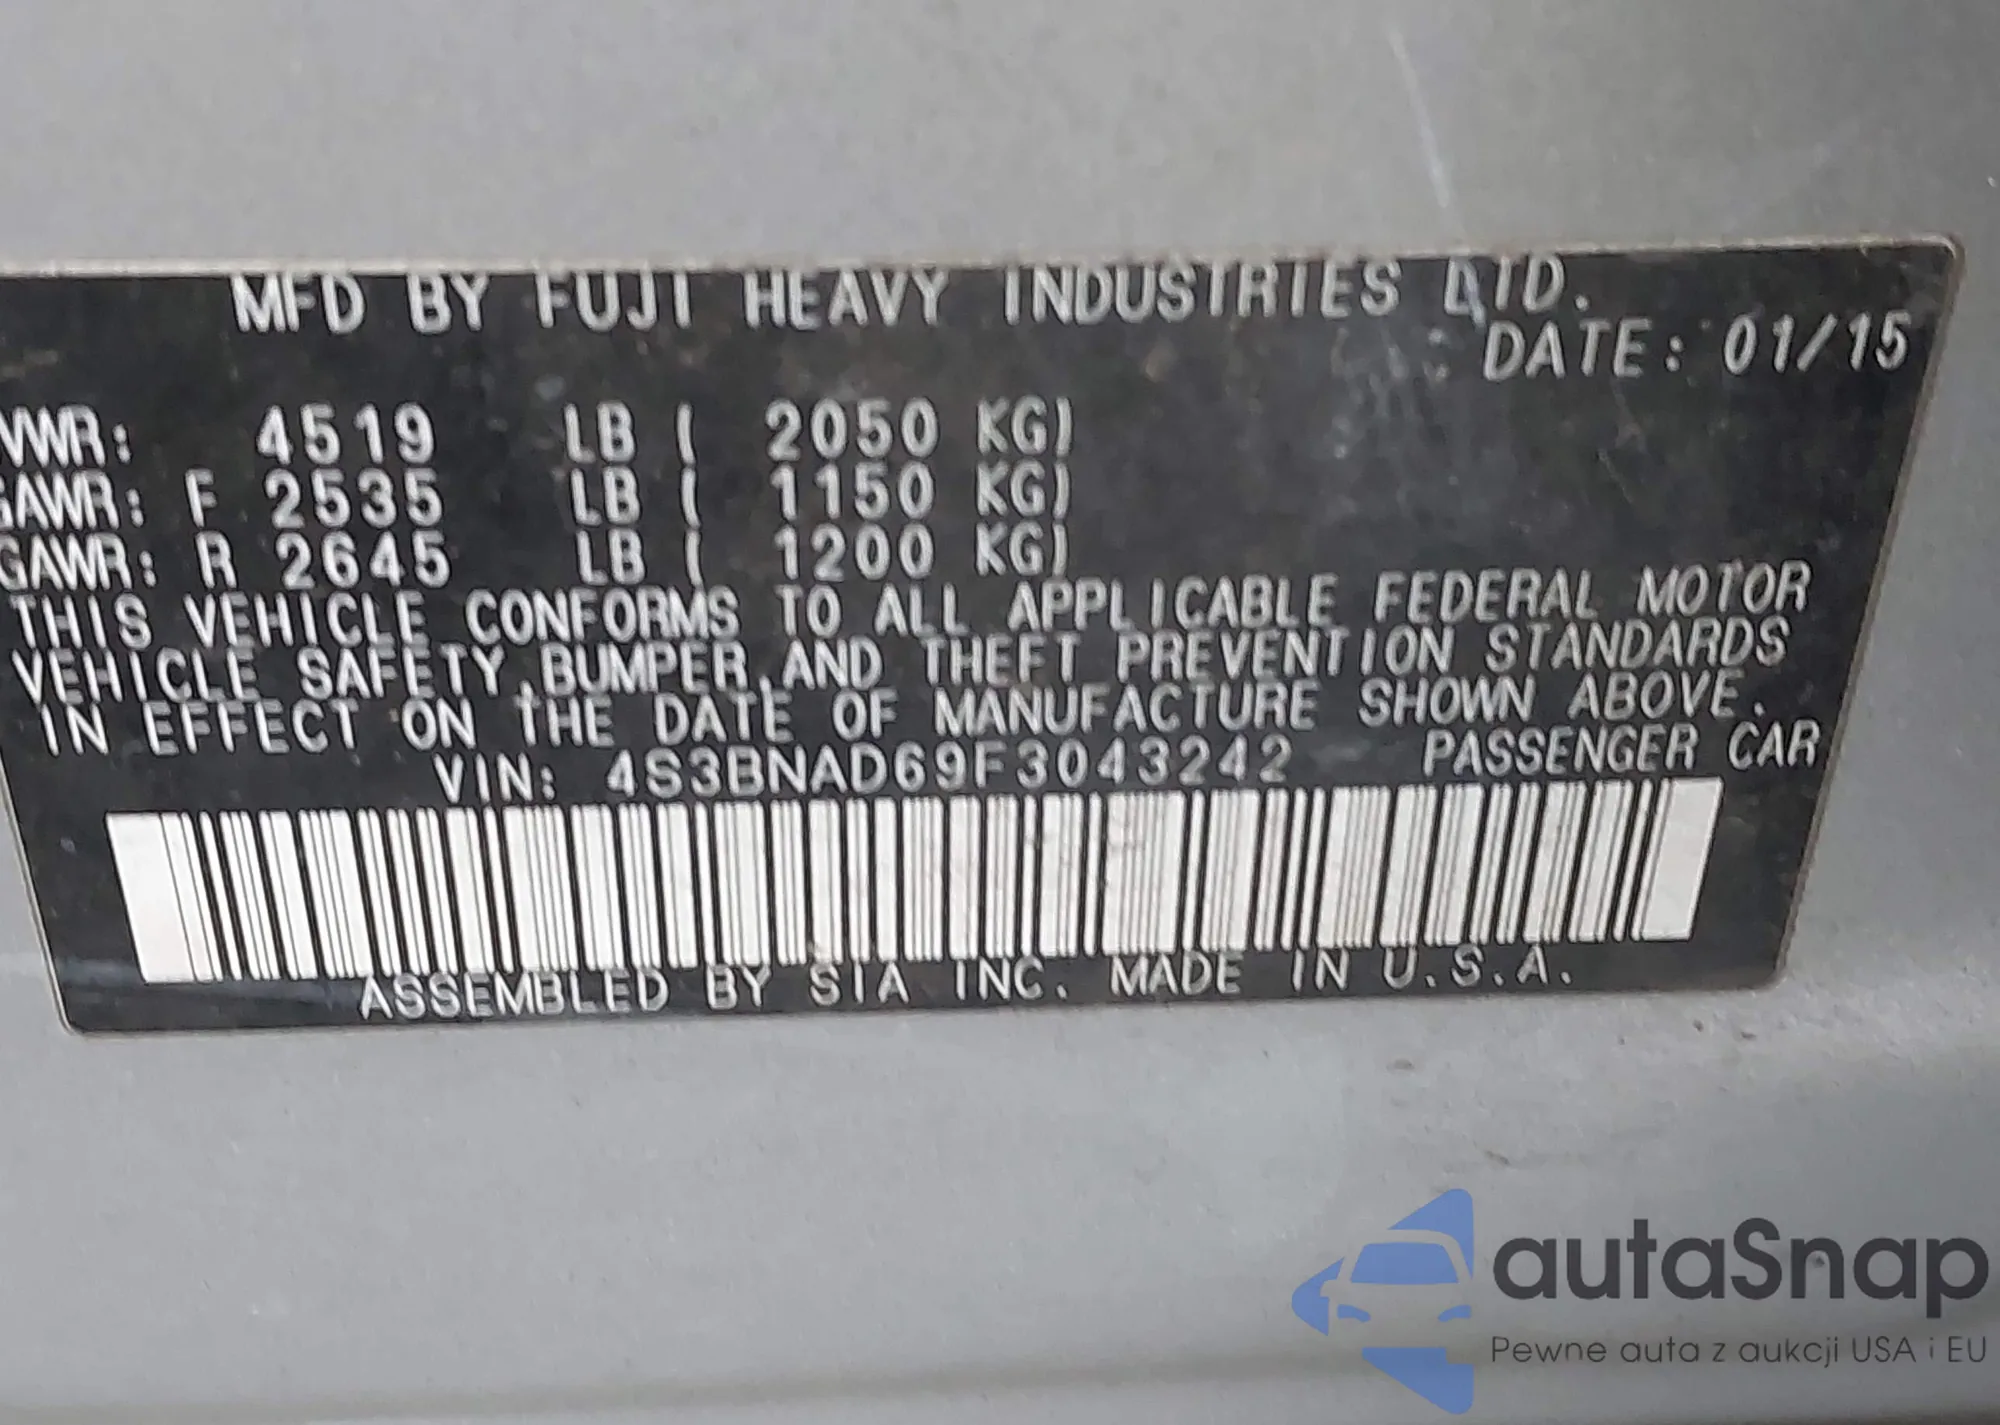 MFD BY FUJI HEAVY INDUSTRIES LTD.
DATE: 01/15
VWR: 4519 LB ( 2050 KG)
GAWR: F 2535 LB ( 1150 KG)
GAWR: R 2645 LB ( 1200 KG)
THIS VEHICLE CONFORMS TO ALL APPLICABLE FEDERAL MOTOR
VEHICLE SAFETY,BUMPER,AND THEFT PREVENTION STANDARDS
IN EFFECT ON THE DATE OF MANUFACTURE SHOWN ABOVE.
VIN: 4S3BNAD69F3043242 PASSENGER CAR
ASSEMBLED BY SIA INC. MADE IN U.S.A.
autaSnap
Pewne auta z aukcji USA i EU